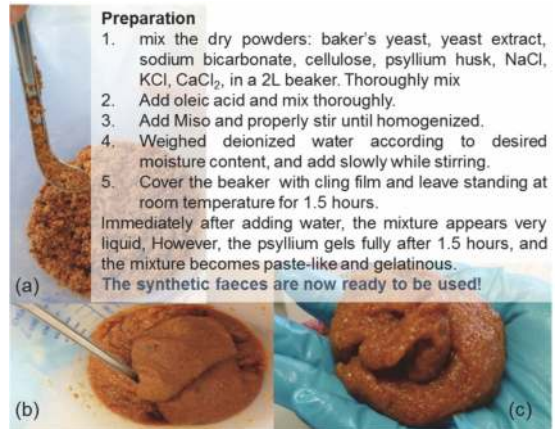 Preparation
1. mix the dry powders: baker's yeast, yeast extract,
sodium bicarbonate, cellulose, psyllium husk, NaCl,
KCl, CaCl₂, in a 2L beaker. Thoroughly mix
2. Add oleic acid and mix thoroughly.
3. Add Miso and properly stir until homogenized.
4. Weighed deionized water according to desired
moisture content, and add slowly while stirring.
5. Cover the beaker with cling film and leave standing at
room temperature for 1.5 hours.
Immediately after adding water, the mixture appears very
liquid, However, the psyllium gels fully after 1.5 hours, and
the mixture becomes paste-like and gelatinous.
The synthetic faeces are now ready to be used!
(a)
(b)
(c)